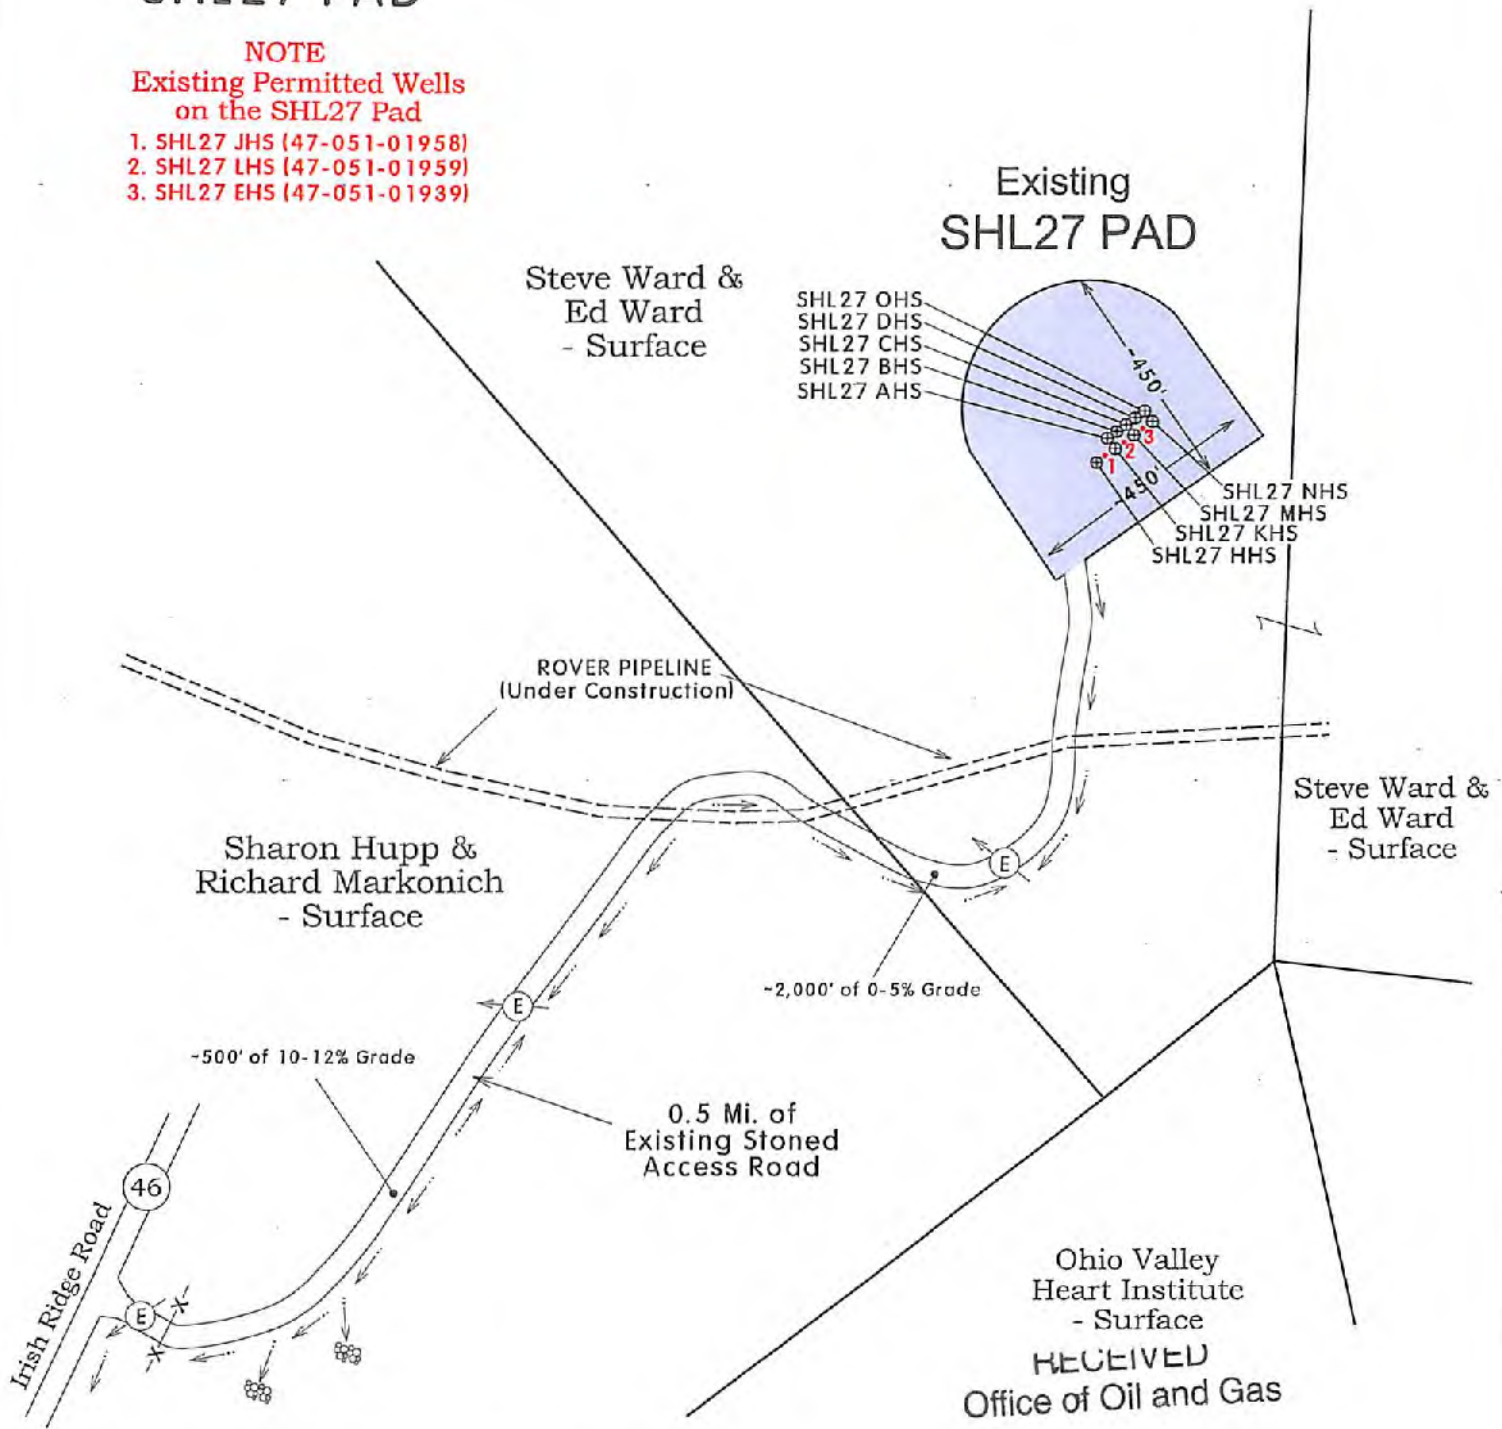 SHL27 PAD
NOTE
Existing Permitted Wells
on the SHL27 Pad
1. SHL27 JHS (47-051-01958)
2. SHL27 LHS (47-051-01959)
3. SHL27 EHS (47-051-01939)
Existing
SHL27 PAD
Steve Ward &
Ed Ward
- Surface
SHL27 OHS
SHL27 DHS
SHL27 CHS
SHL27 BHS
SHL27 AHS
~450'
3
2
1
~450'
SHL27 NHS
SHL27 MHS
SHL27 KHS
SHL27 HHS
ROVER PIPELINE
(Under Construction)
Steve Ward &
Ed Ward
- Surface
Sharon Hupp &
Richard Markonich
- Surface
E
~2,000' of 0-5% Grade
E
~500' of 10-12% Grade
0.5 Mi. of
Existing Stoned
Access Road
46
Irish Ridge Road
E
X
X
Ohio Valley
Heart Institute
- Surface
RECEIVED
Office of Oil and Gas